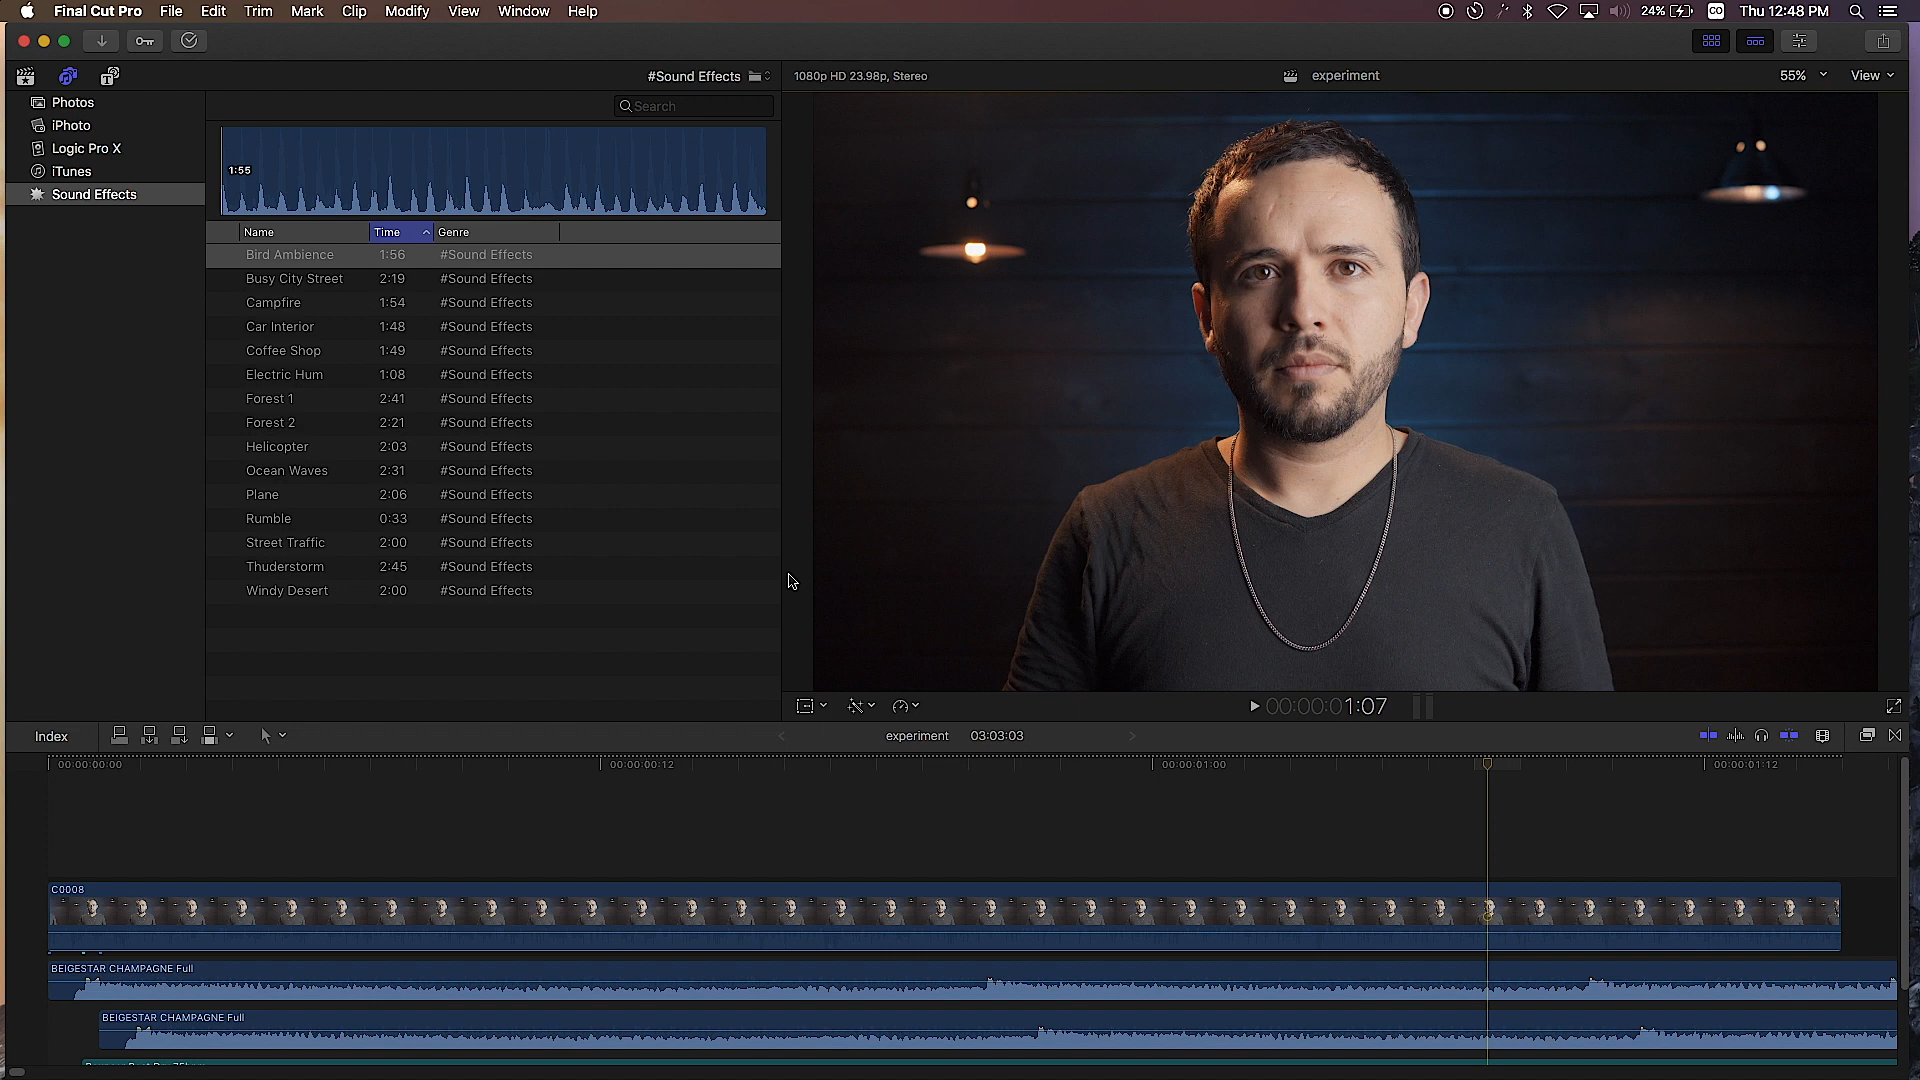 Final Cut Pro File Edit Trim Mark Clip Modify View Window Help 24% CO Thu 12:48 PM
#Sound Effects 1080p HD 23.98p, Stereo experiment 55% View
Photos
Search
iPhoto
Logic Pro X
iTunes
Sound Effects
1:55
Name Time Genre
Bird Ambience 1:56 #Sound Effects
Busy City Street 2:19 #Sound Effects
Campfire 1:54 #Sound Effects
Car Interior 1:48 #Sound Effects
Coffee Shop 1:49 #Sound Effects
Electric Hum 1:08 #Sound Effects
Forest 1 2:41 #Sound Effects
Forest 2 2:21 #Sound Effects
Helicopter 2:03 #Sound Effects
Ocean Waves 2:31 #Sound Effects
Plane 2:06 #Sound Effects
Rumble 0:33 #Sound Effects
Street Traffic 2:00 #Sound Effects
Thuderstorm 2:45 #Sound Effects
Windy Desert 2:00 #Sound Effects
00:00:01:07
Index experiment 03:03:03
00:00:00:00 00:00:00:12 00:00:01:00 00:00:01:12
C0008
BEIGESTAR CHAMPAGNE Full
BEIGESTAR CHAMPAGNE Full